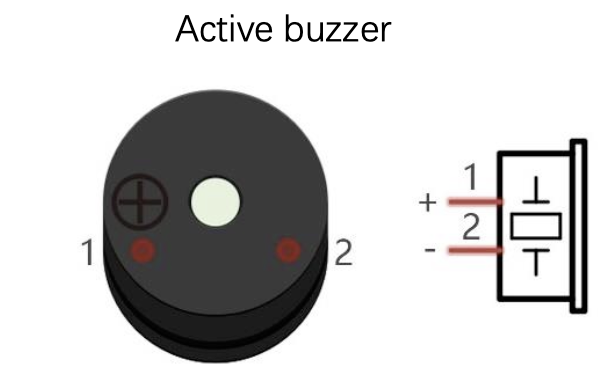 Active buzzer
1
2
+ 1
- 2